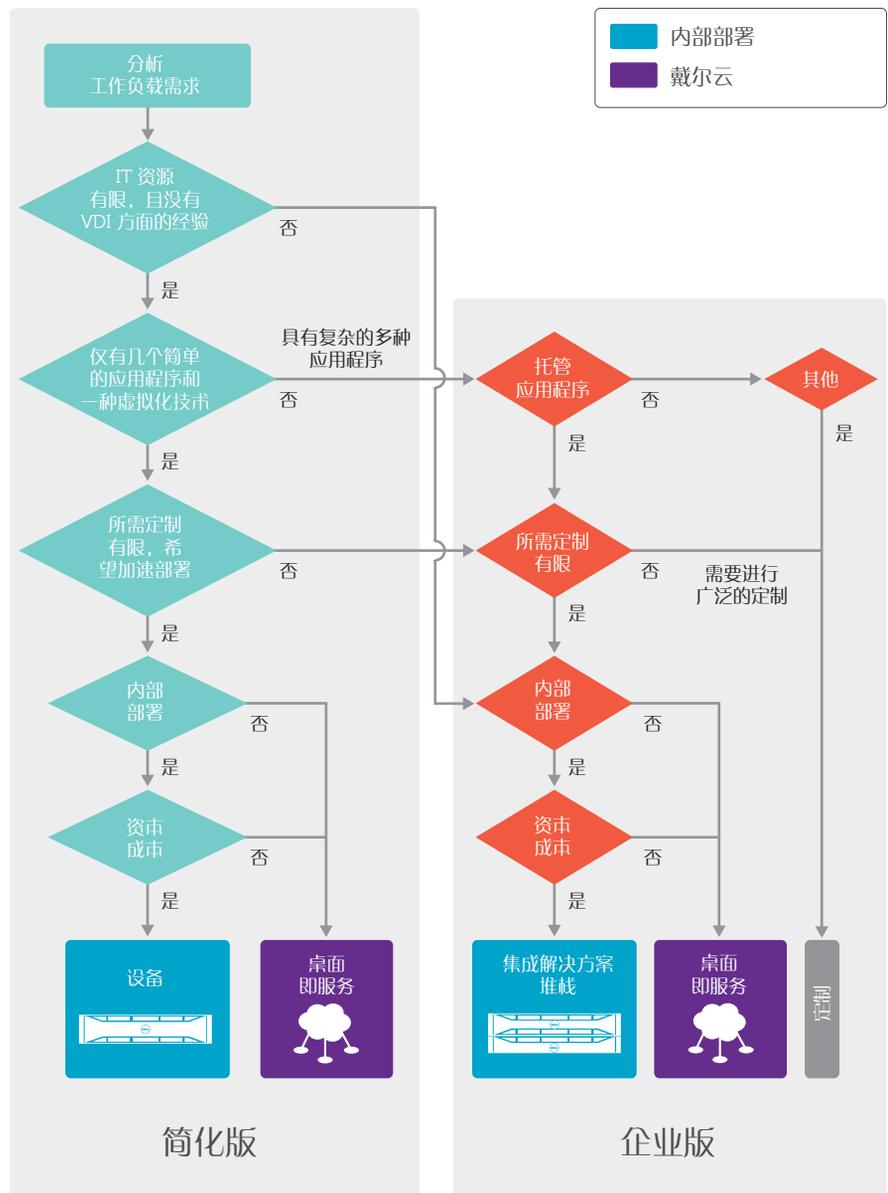 内部部署
戴尔云
分析
工作负载需求
IT 资源
有限，且没有
VDI 方面的经验
否
是
仅有几个简单
的应用程序和
一种虚拟化技术
具有复杂的多种
应用程序
否
是
所需定制
有限，希
望加速部署
否
是
内部
部署
否
是
资本
成本
否
是
设备
桌面
即服务
简化版
托管
应用程序
否
是
其他
是
所需定制
有限
否
需要进行
广泛的定制
是
内部
部署
否
是
资本
成本
否
是
集成解决方案
堆栈
桌面
即服务
定制
企业版